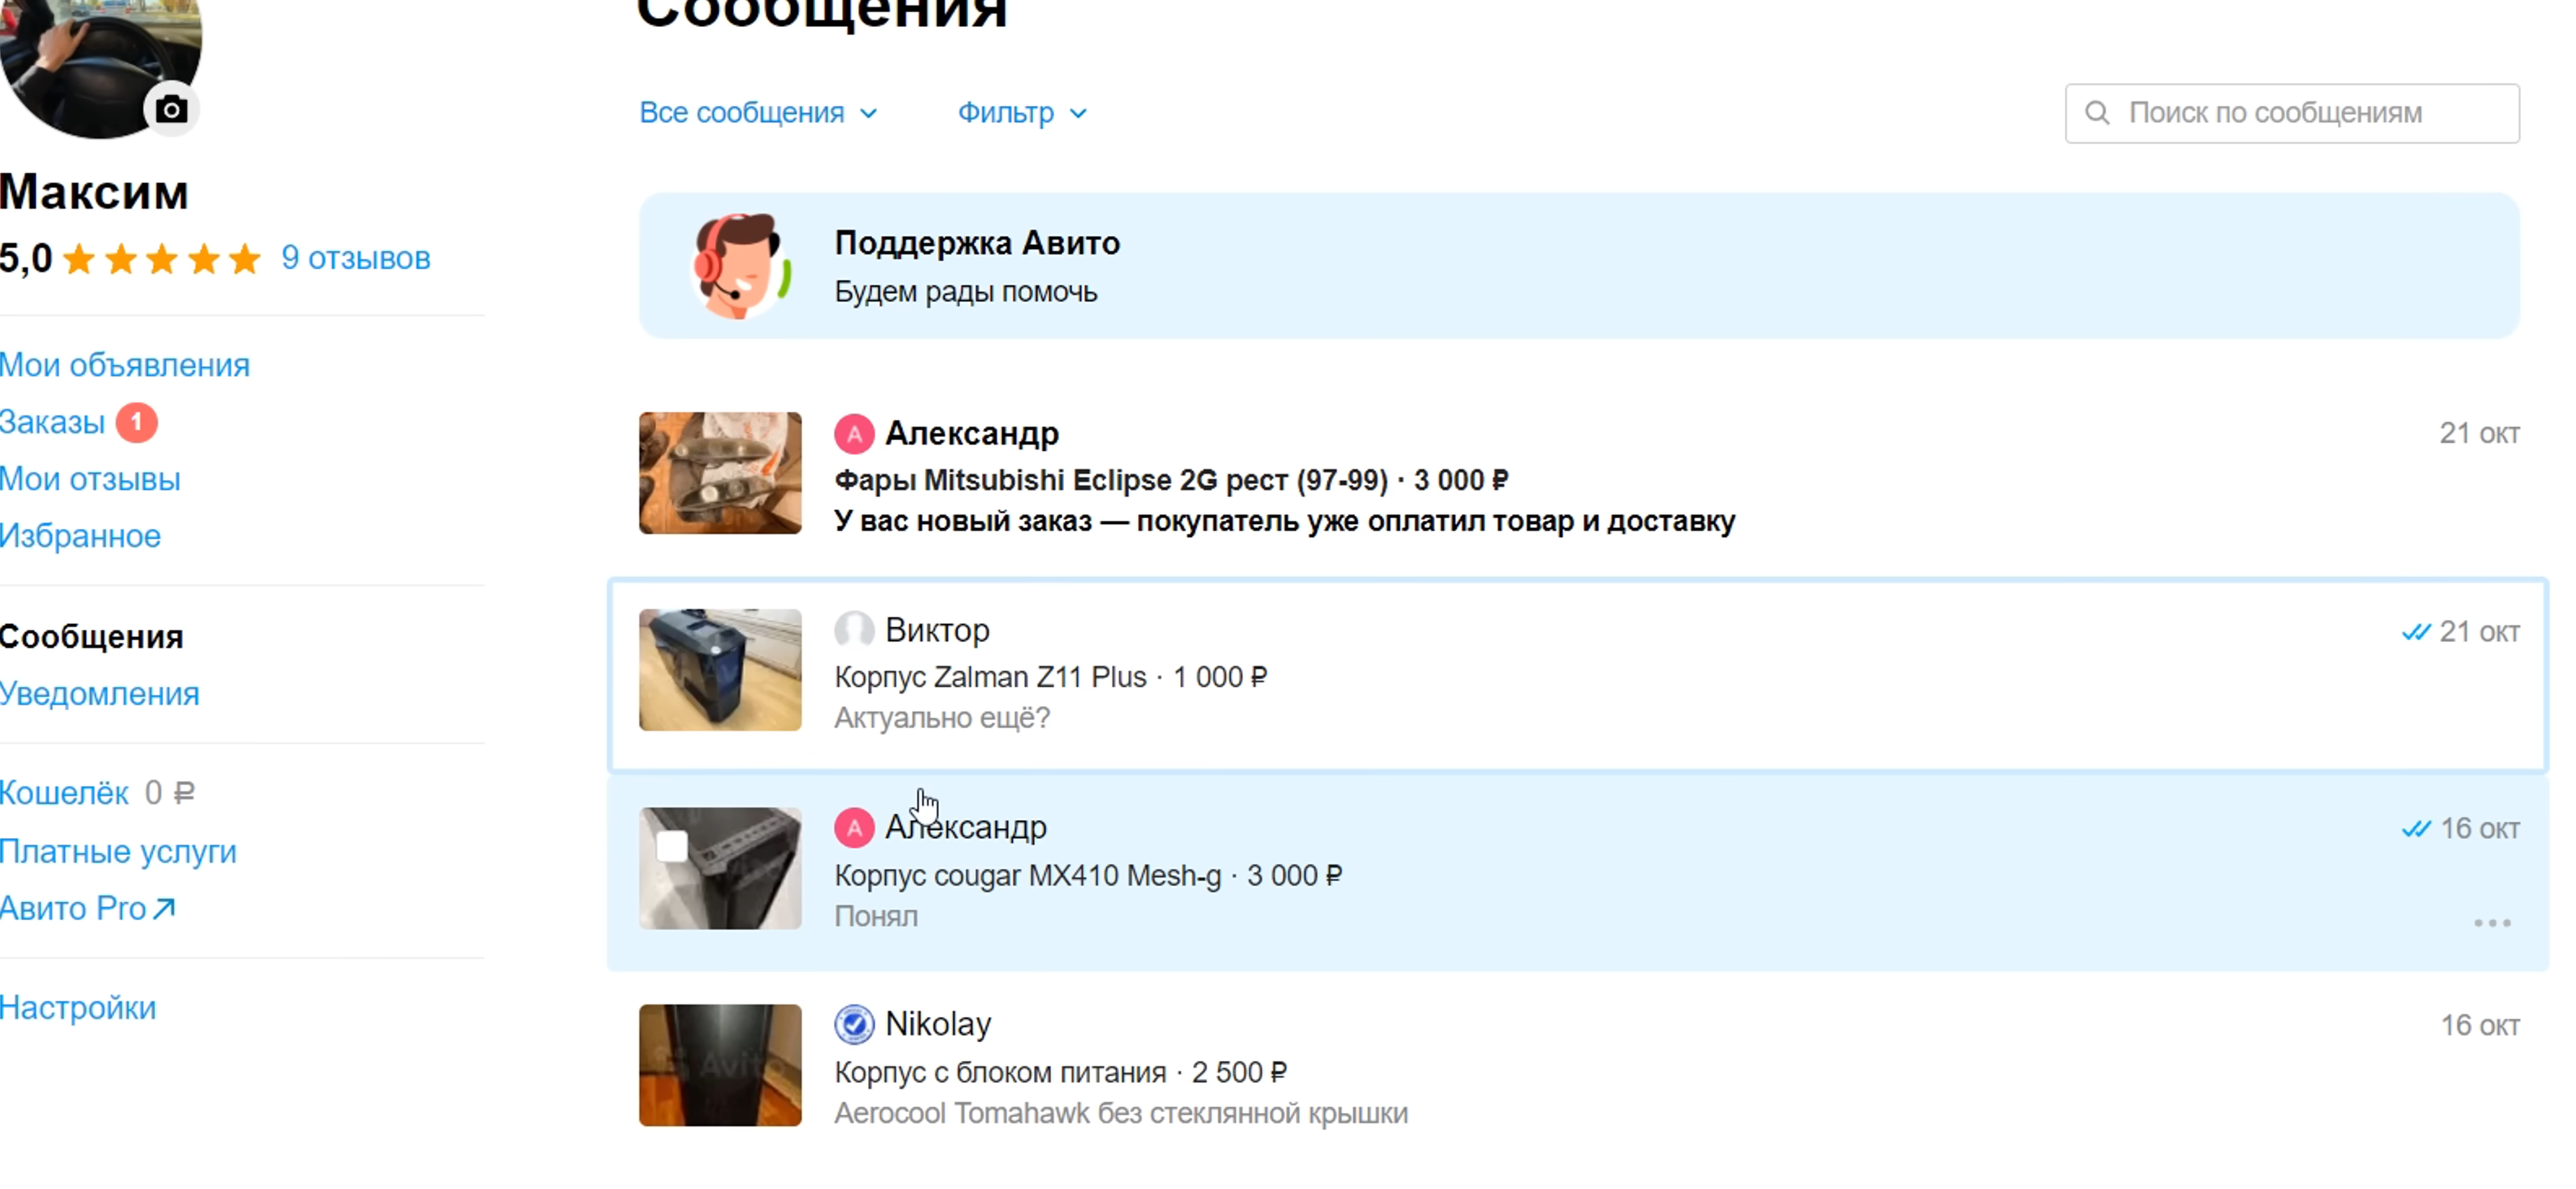 Сообщения
Все сообщения
Фильтр
Поиск по сообщениям
Максим
5,0
9 отзывов
Мои объявления
Заказы 1
Мои отзывы
Избранное
Сообщения
Уведомления
Кошелёк 0 ₽
Платные услуги
Авито Pro
Настройки
Поддержка Авито
Будем рады помочь
А Александр
21 окт
Фары Mitsubishi Eclipse 2G рест (97-99) · 3 000 ₽
У вас новый заказ — покупатель уже оплатил товар и доставку
Виктор
21 окт
Корпус Zalman Z11 Plus · 1 000 ₽
Актуально ещё?
А Александр
16 окт
Корпус cougar MX410 Mesh-g · 3 000 ₽
Понял
Nikolay
16 окт
Корпус с блоком питания · 2 500 ₽
Aerocool Tomahawk без стеклянной крышки
Avito